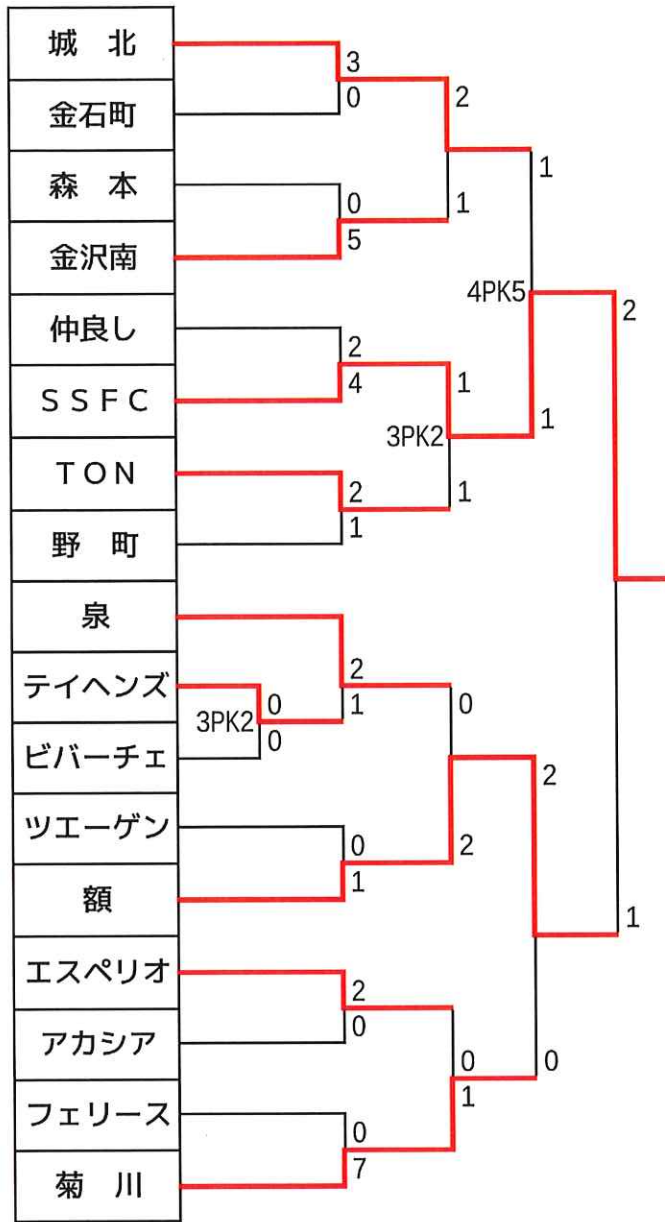 城　北
3
0
2
金石町
1
森　本
0
5
1
金沢南
4PK5
2
仲良し
2
4
1
ＳＳＦＣ
3PK2
1
ＴＯＮ
2
1
1
野　町
泉
2
1
0
テイヘンズ
3PK2
0
0
ビバーチェ
2
ツエーゲン
0
1
2
額
1
エスペリオ
2
0
アカシア
0
1
0
フェリース
0
7
菊　川